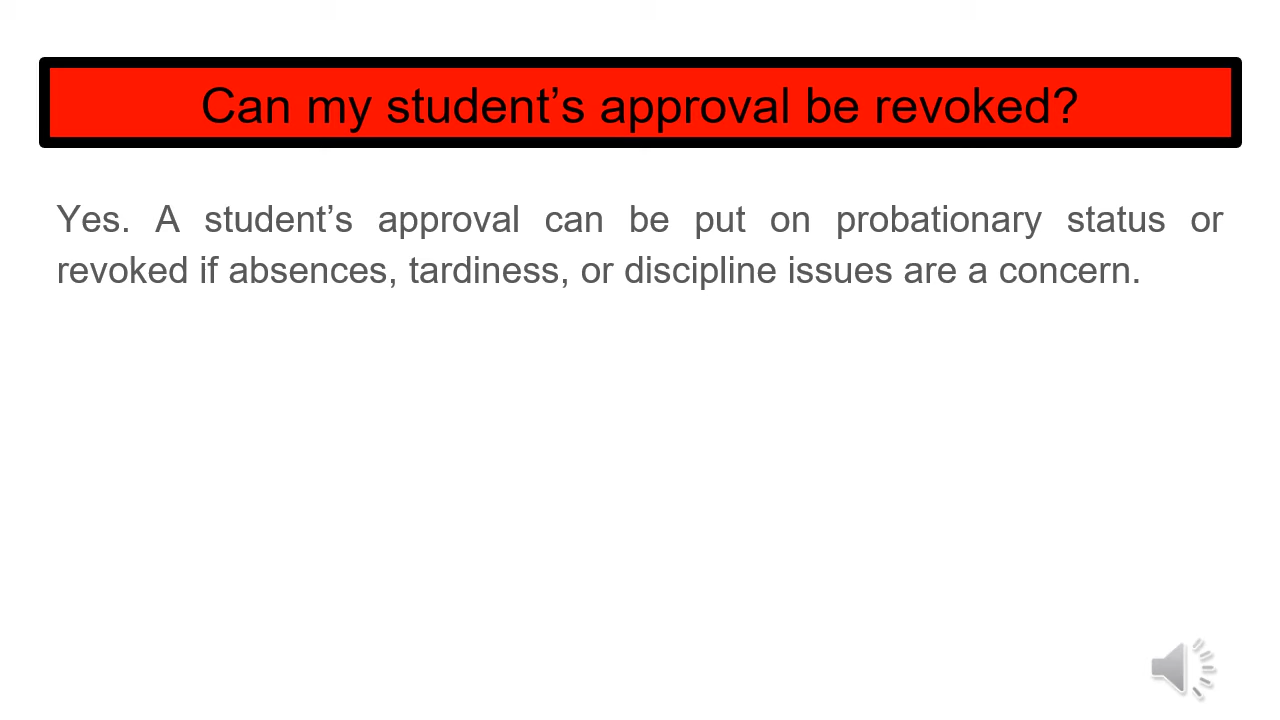 Can my student’s approval be revoked?
Yes. A student’s approval can be put on probationary status or
revoked if absences, tardiness, or discipline issues are a concern.